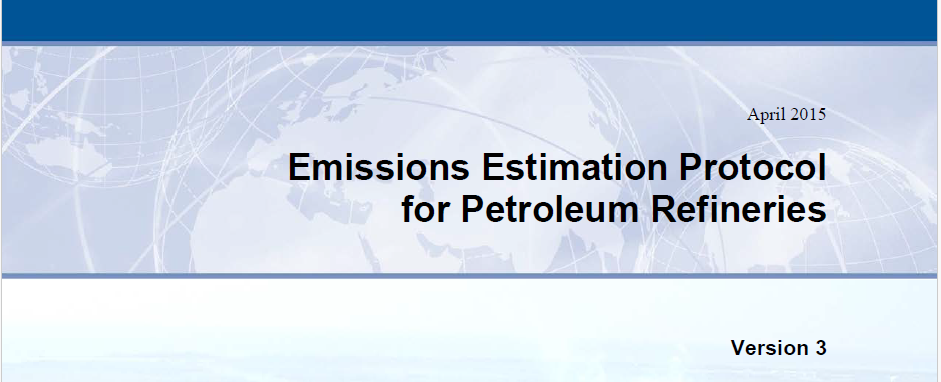 April 2015
Emissions Estimation Protocol
for Petroleum Refineries
Version 3